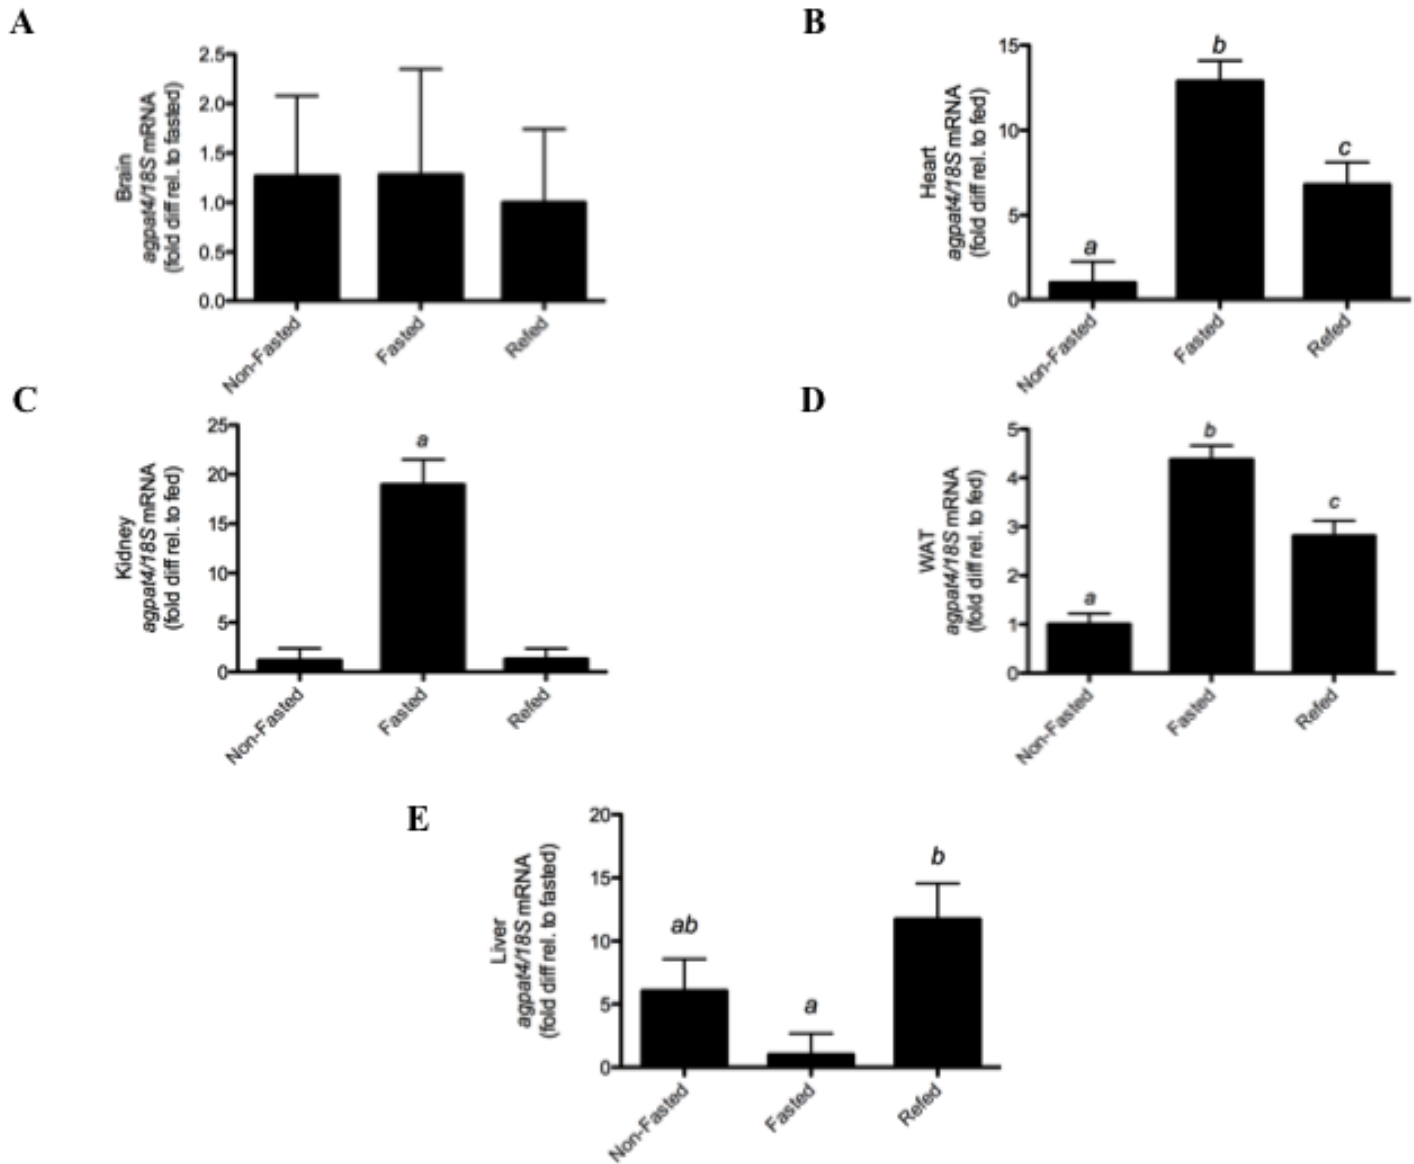 A
Brain
agpat4/18S mRNA
(fold diff rel. to fasted)
2.5
2.0
1.5
1.0
0.5
0.0
Non-Fasted
Fasted
Refed
B
Heart
agpat4/18S mRNA
(fold diff rel. to fed)
15
10
5
0
a
b
c
Non-Fasted
Fasted
Refed
C
Kidney
agpat4/18S mRNA
(fold diff rel. to fed)
25
20
15
10
5
0
a
Non-Fasted
Fasted
Refed
D
WAT
agpat4/18S mRNA
(fold diff rel. to fed)
5
4
3
2
1
0
a
b
c
Non-Fasted
Fasted
Refed
E
Liver
agpat4/18S mRNA
(fold diff rel. to fasted)
20
15
10
5
0
ab
a
b
Non-Fasted
Fasted
Refed